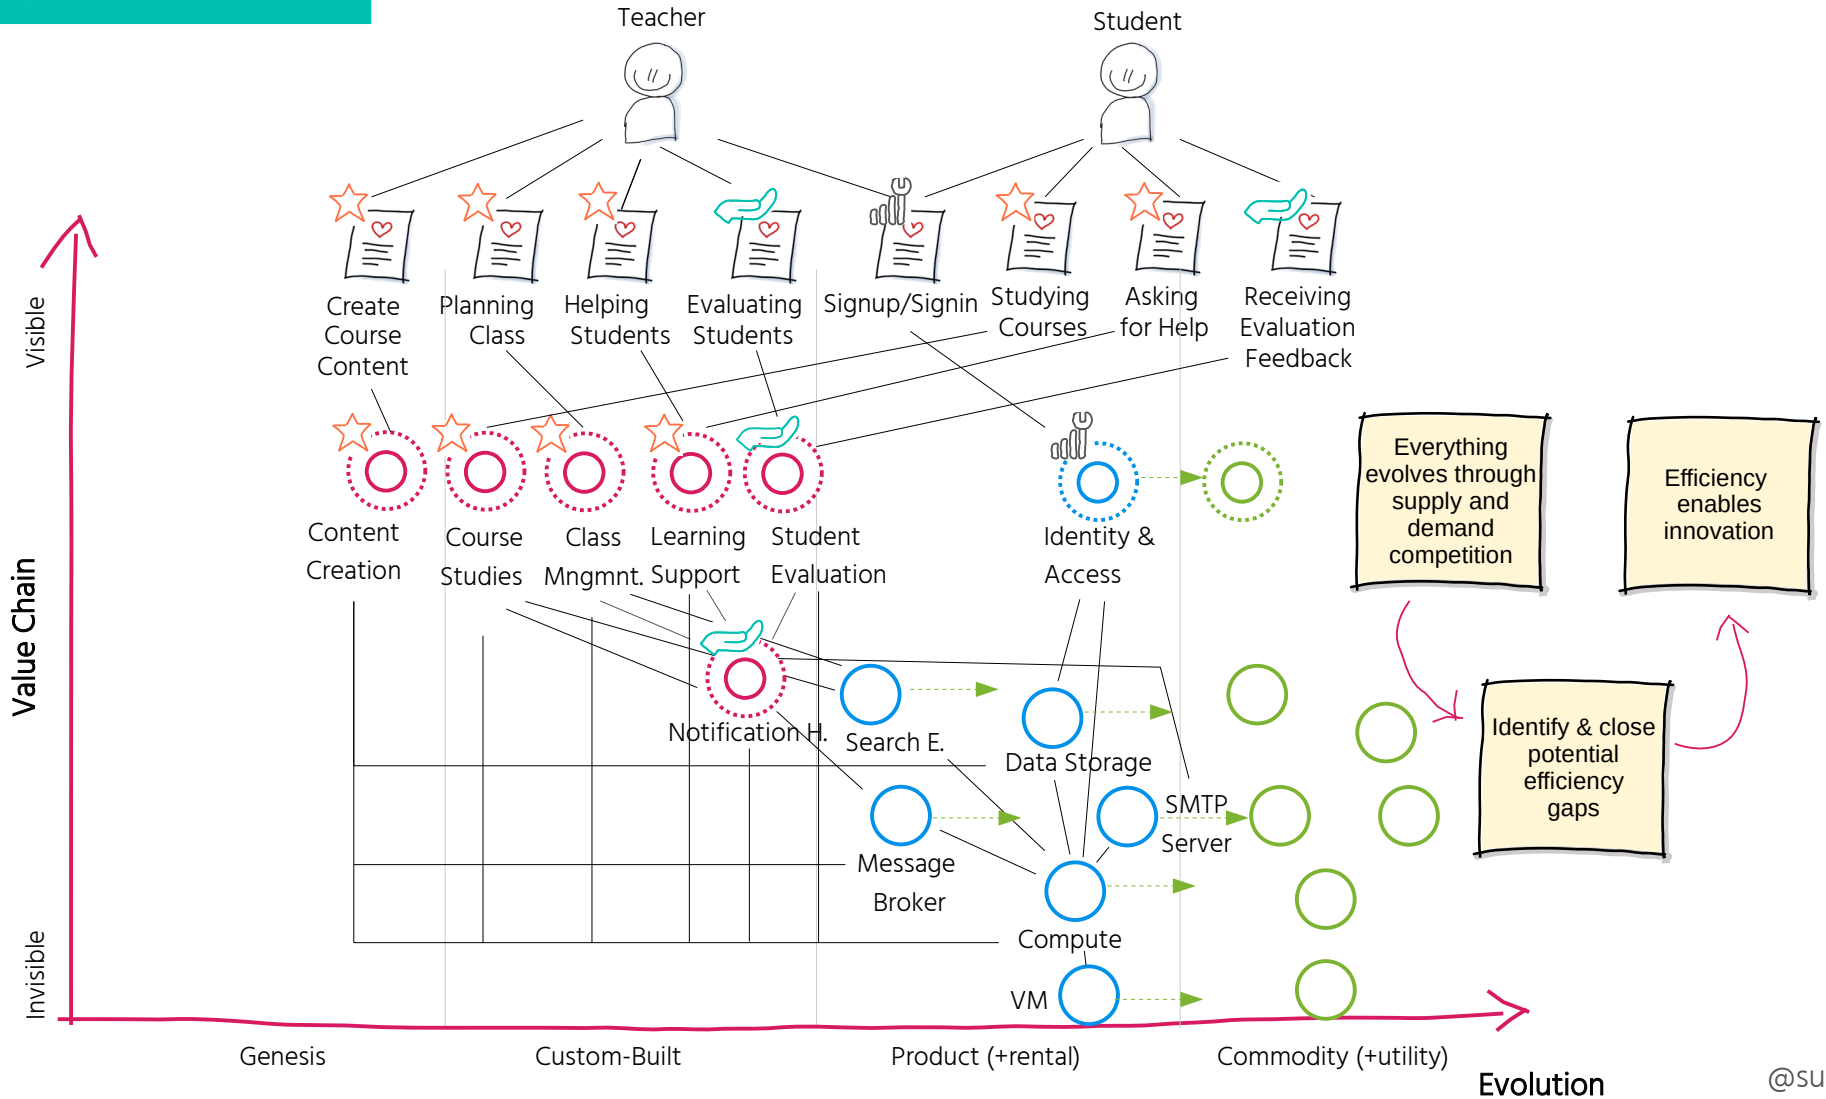 Teacher
Student
Create
Course
Content
Planning
Class
Helping
Students
Evaluating
Students
Signup/Signin
Studying
Courses
Asking
for Help
Receiving
Evaluation
Feedback
Visible
Value Chain
Invisible
Content
Creation
Course
Studies
Class
Mngmnt.
Learning
Support
Student
Evaluation
Identity &
Access
Everything
evolves through
supply and
demand
competition
Efficiency
enables
innovation
Identify & close
potential
efficiency
gaps
Notification H.
Search E.
Data Storage
SMTP
Server
Message
Broker
Compute
VM
Genesis
Custom-Built
Product (+rental)
Commodity (+utility)
Evolution
@su